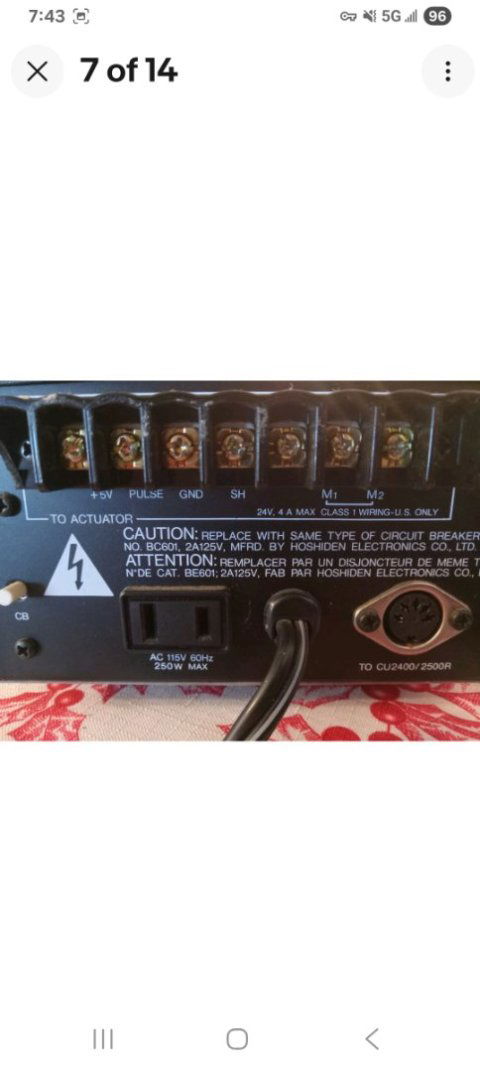 7:43
5G
96
7 of 14
+5V PULSE GND SH M1 M2
TO ACTUATOR
24V, 4 A MAX CLASS 1 WIRING-U.S. ONLY
CAUTION: REPLACE WITH SAME TYPE OF CIRCUIT BREAKER
NO. BC601, 2A125V, MFRD. BY HOSHIDEN ELECTRONICS CO., LTD.
ATTENTION: REMPLACER PAR UN DISJONCTEUR DE MEME T
N°DE CAT. BE601; 2A125V, FAB PAR HOSHIDEN ELECTRONICS CO.,
CB
AC 115V 60Hz
250W MAX
TO CU2400/2500R